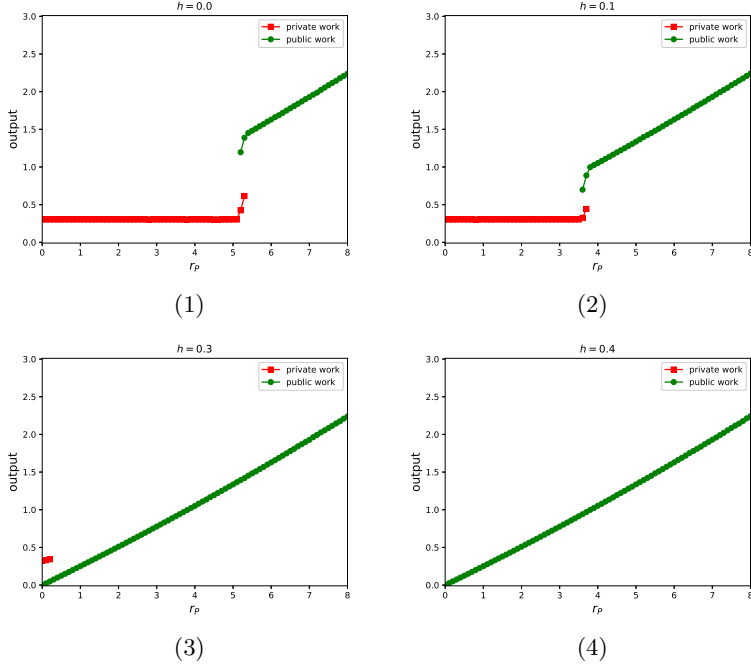 h = 0.0
3.0
2.5
2.0
1.5
1.0
0.5
0.0
output
private work
public work
0 1 2 3 4 5 6 7 8
r_P
(1)
h = 0.1
3.0
2.5
2.0
1.5
1.0
0.5
0.0
output
private work
public work
0 1 2 3 4 5 6 7 8
r_P
(2)
h = 0.3
3.0
2.5
2.0
1.5
1.0
0.5
0.0
output
private work
public work
0 1 2 3 4 5 6 7 8
r_P
(3)
h = 0.4
3.0
2.5
2.0
1.5
1.0
0.5
0.0
output
private work
public work
0 1 2 3 4 5 6 7 8
r_P
(4)